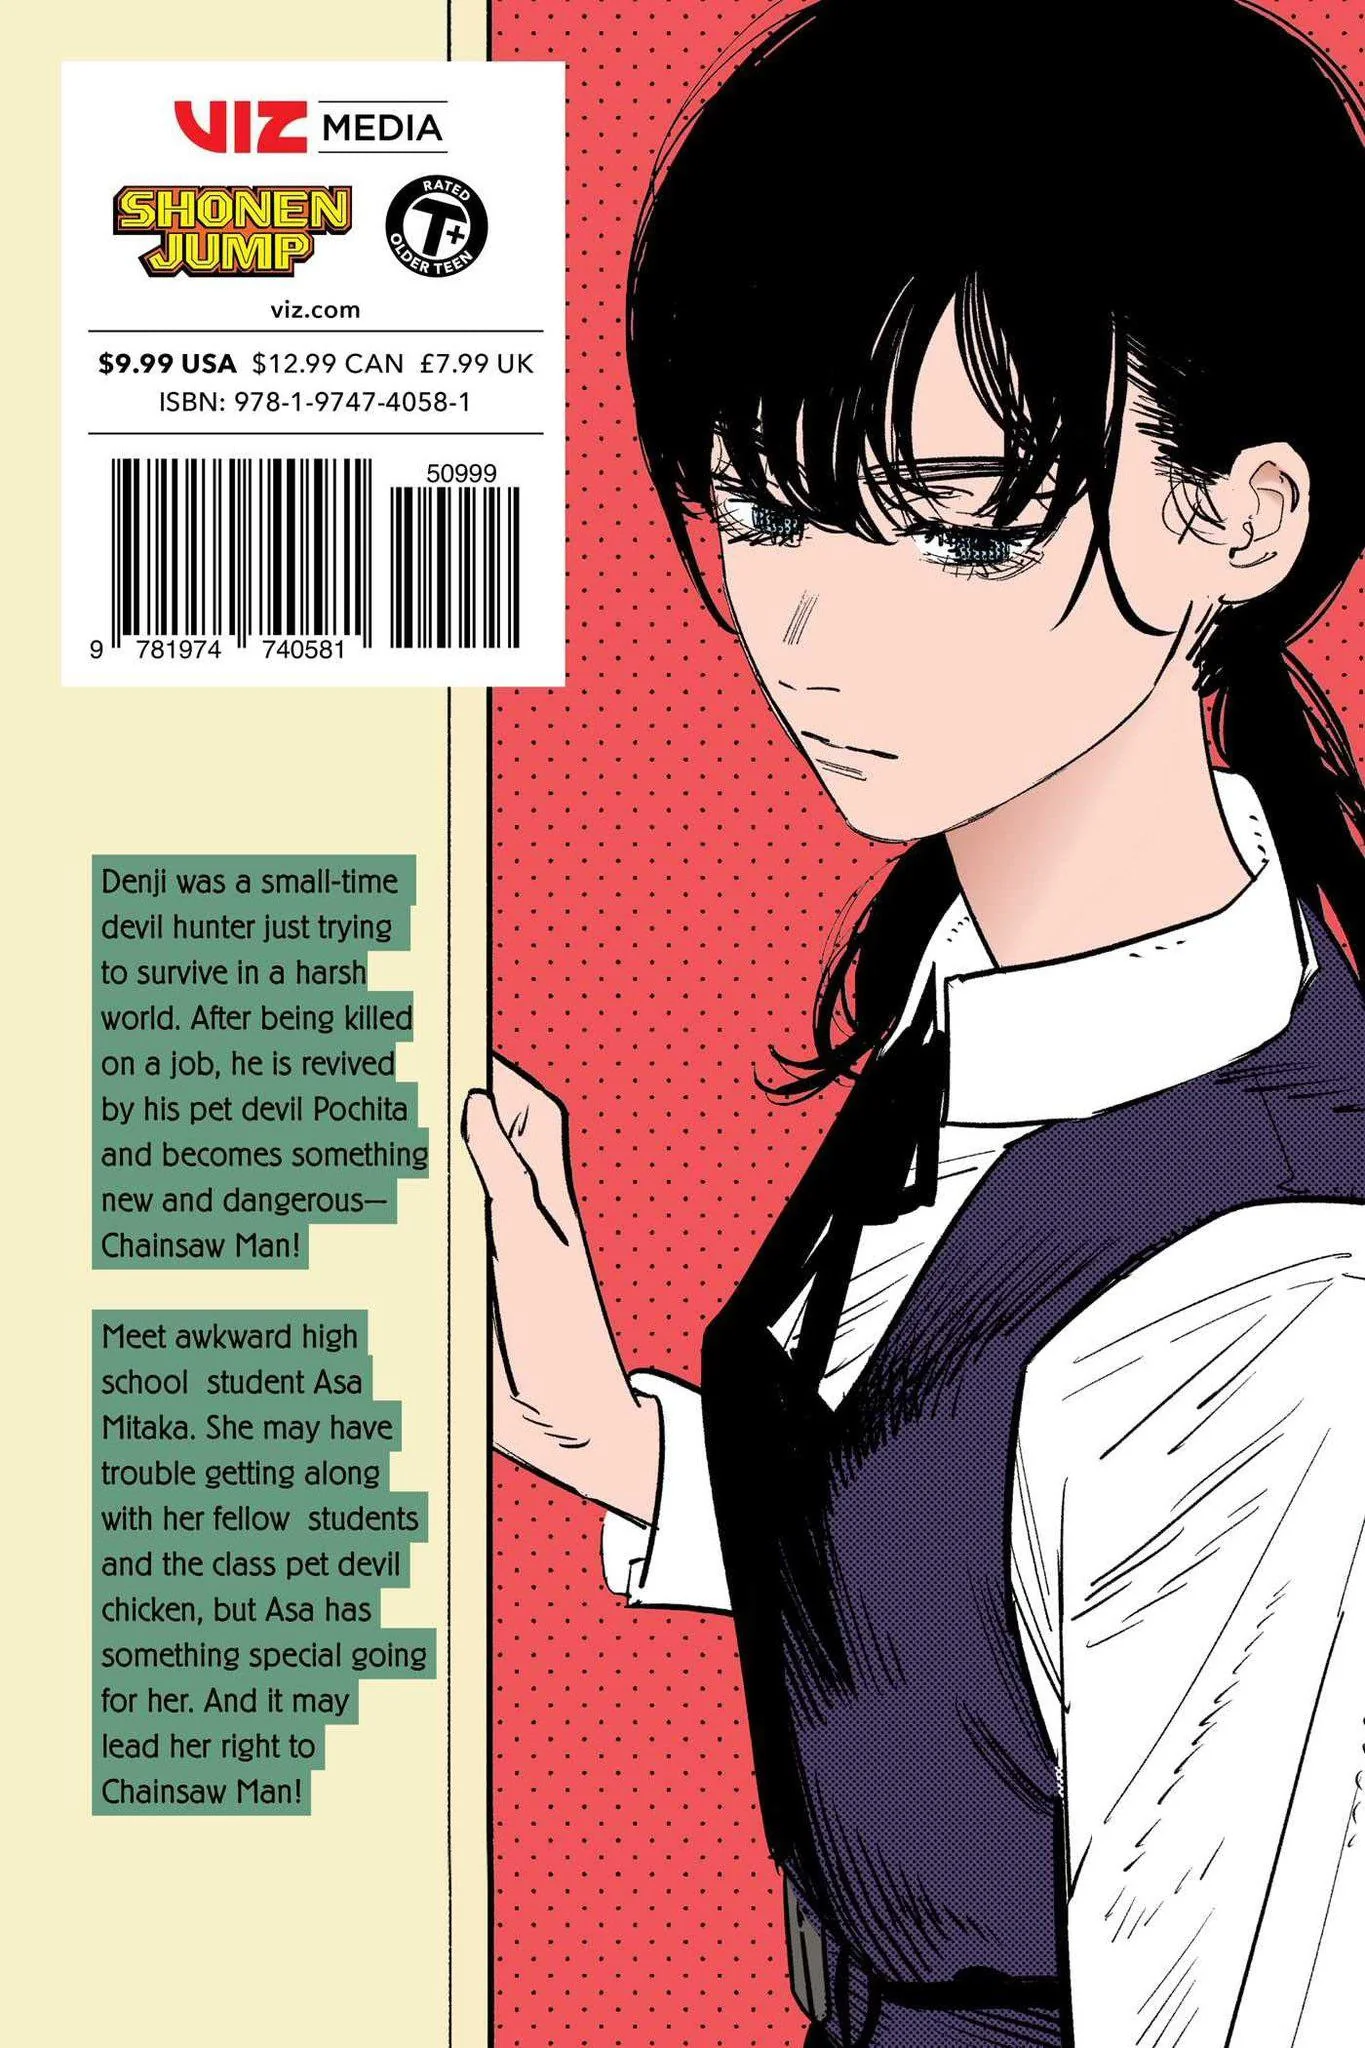 VIZ MEDIA
SHONEN
JUMP
RATED
T+
OLDER TEEN
viz.com
$9.99 USA $12.99 CAN £7.99 UK
ISBN: 978-1-9747-4058-1
50999
9 781974 740581
Denji was a small-time
devil hunter just trying
to survive in a harsh
world. After being killed
on a job, he is revived
by his pet devil Pochita
and becomes something
new and dangerous—
Chainsaw Man!
Meet awkward high
school student Asa
Mitaka. She may have
trouble getting along
with her fellow students
and the class pet devil
chicken, but Asa has
something special going
for her. And it may
lead her right to
Chainsaw Man!